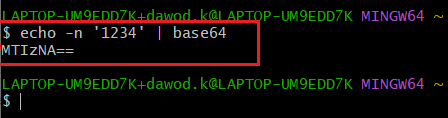 LAPTOP-UM9EDD7K+dawod.k@LAPTOP-UM9EDD7K MINGW64 ~
$ echo -n '1234' | base64
MTIzNA==
LAPTOP-UM9EDD7K+dawod.k@LAPTOP-UM9EDD7K MINGW64 ~
$